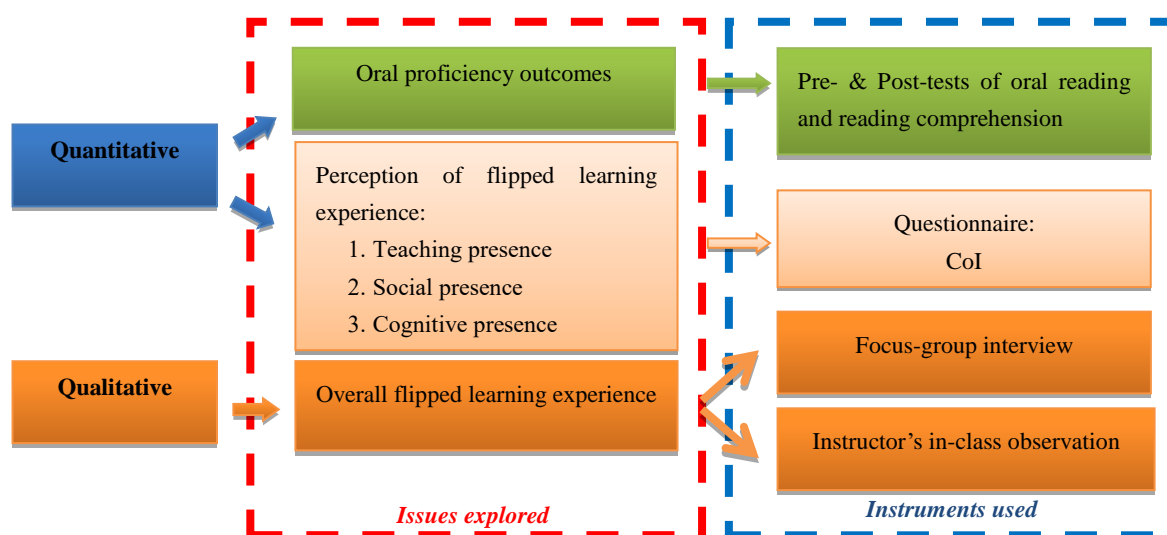 Quantitative
Qualitative
Oral proficiency outcomes
Perception of flipped learning
experience:
1. Teaching presence
2. Social presence
3. Cognitive presence
Overall flipped learning experience
Issues explored
Pre- & Post-tests of oral reading
and reading comprehension
Questionnaire:
CoI
Focus-group interview
Instructor’s in-class observation
Instruments used